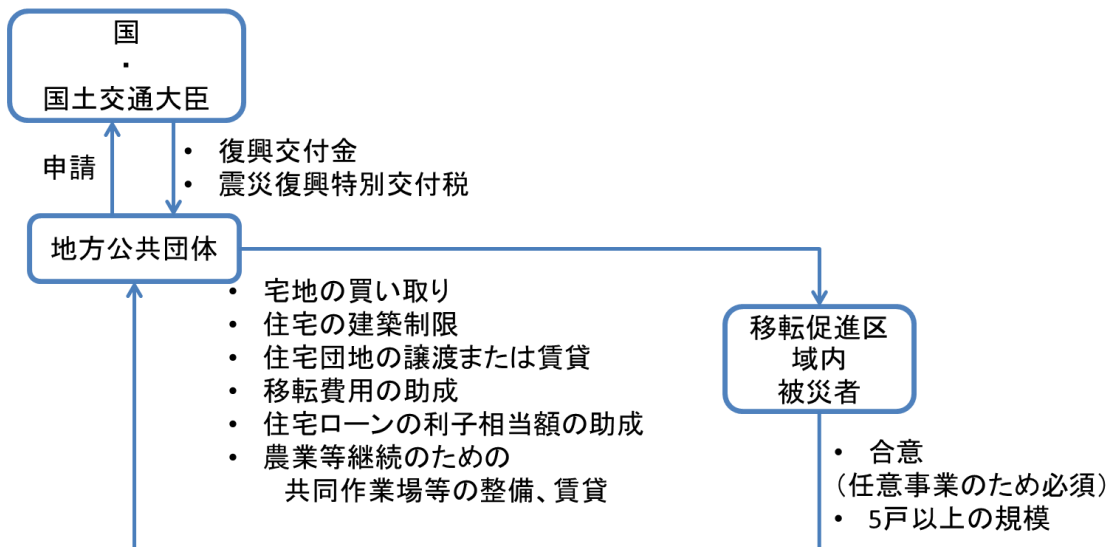 国
・
国土交通大臣
申請
• 復興交付金
• 震災復興特別交付税
地方公共団体
• 宅地の買い取り
• 住宅の建築制限
• 住宅団地の譲渡または賃貸
• 移転費用の助成
• 住宅ローンの利子相当額の助成
• 農業等継続のための
共同作業場等の整備、賃貸
移転促進区
域内
被災者
• 合意
（任意事業のため必須）
• 5戸以上の規模